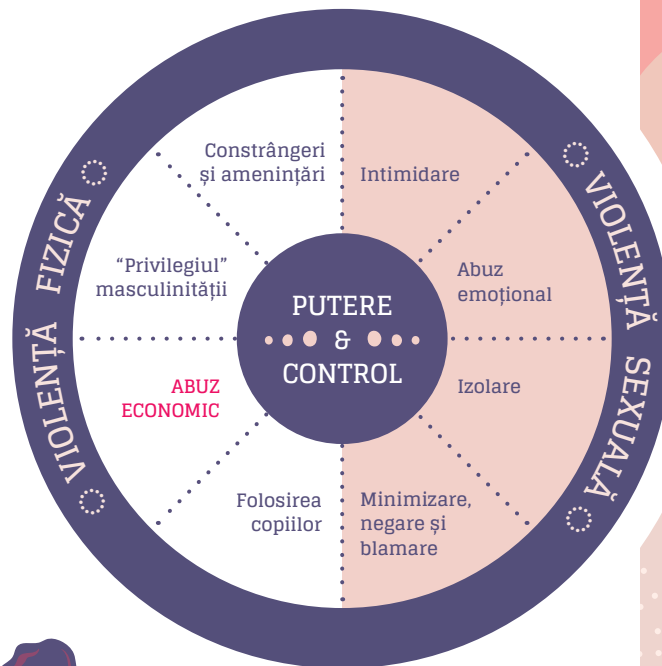 VIOLENȚĂ FIZICĂ
VIOLENȚĂ SEXUALĂ
Constrângeri
și amenințări
Intimidare
“Privilegiul”
masculinității
Abuz
emoțional
PUTERE
&
CONTROL
ABUZ
ECONOMIC
Izolare
Folosirea
copiilor
Minimizare,
negare și
blamare